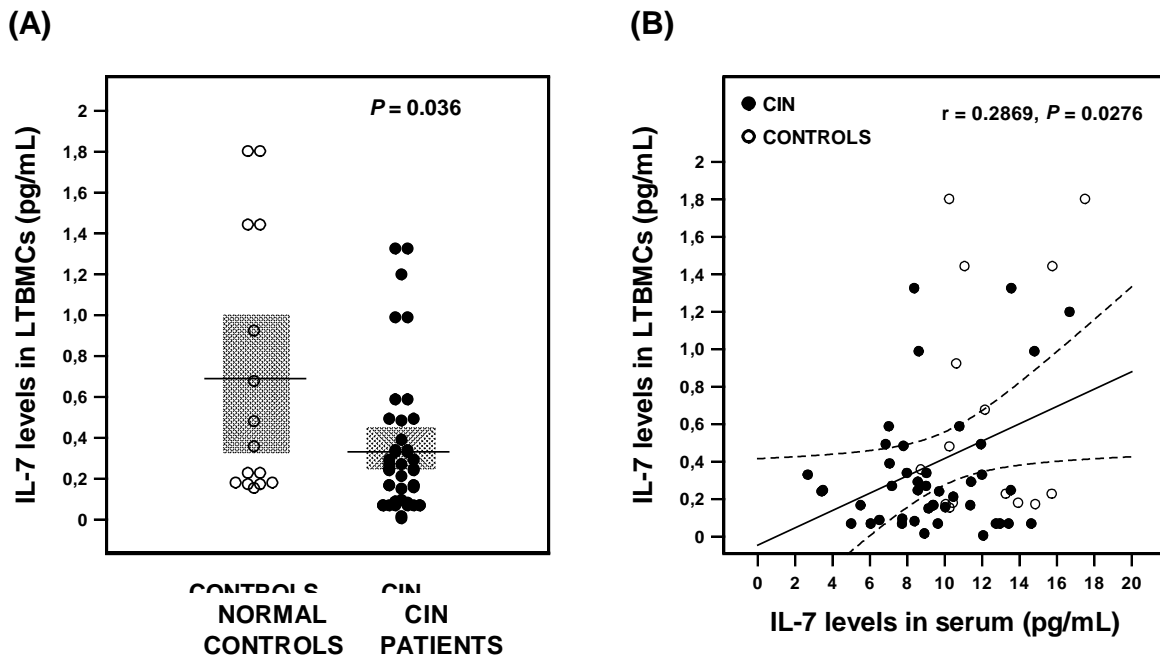 (A)
IL-7 levels in LTBMCs (pg/mL)
P = 0.036
2
1,8
1,6
1,4
1,2
1,0
0,8
0,6
0,4
0,2
0
CONTROLS CIN
NORMAL CIN
CONTROLS PATIENTS
(B)
IL-7 levels in LTBMCs (pg/mL)
CIN
CONTROLS
r = 0.2869, P = 0.0276
2
1,8
1,6
1,4
1,2
1,0
0,8
0,6
0,4
0,2
0
0 2 4 6 8 10 12 14 16 18 20
IL-7 levels in serum (pg/mL)